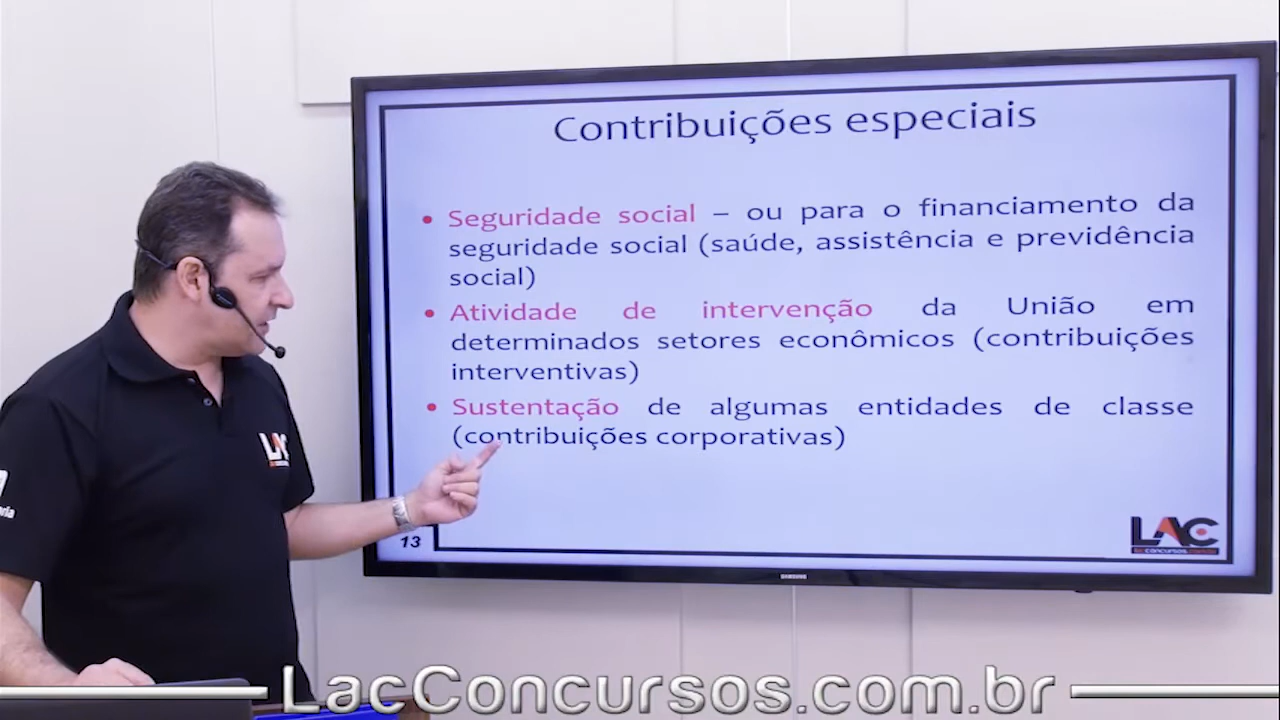 Contribuições especiais
• Seguridade social – ou para o financiamento da
seguridade social (saúde, assistência e previdência
social)
• Atividade de intervenção da União em
determinados setores econômicos (contribuições
interventivas)
• Sustentação de algumas entidades de classe
(contribuições corporativas)
LAC
13
LAC
SAMSUNG
LacConcursos.com.br